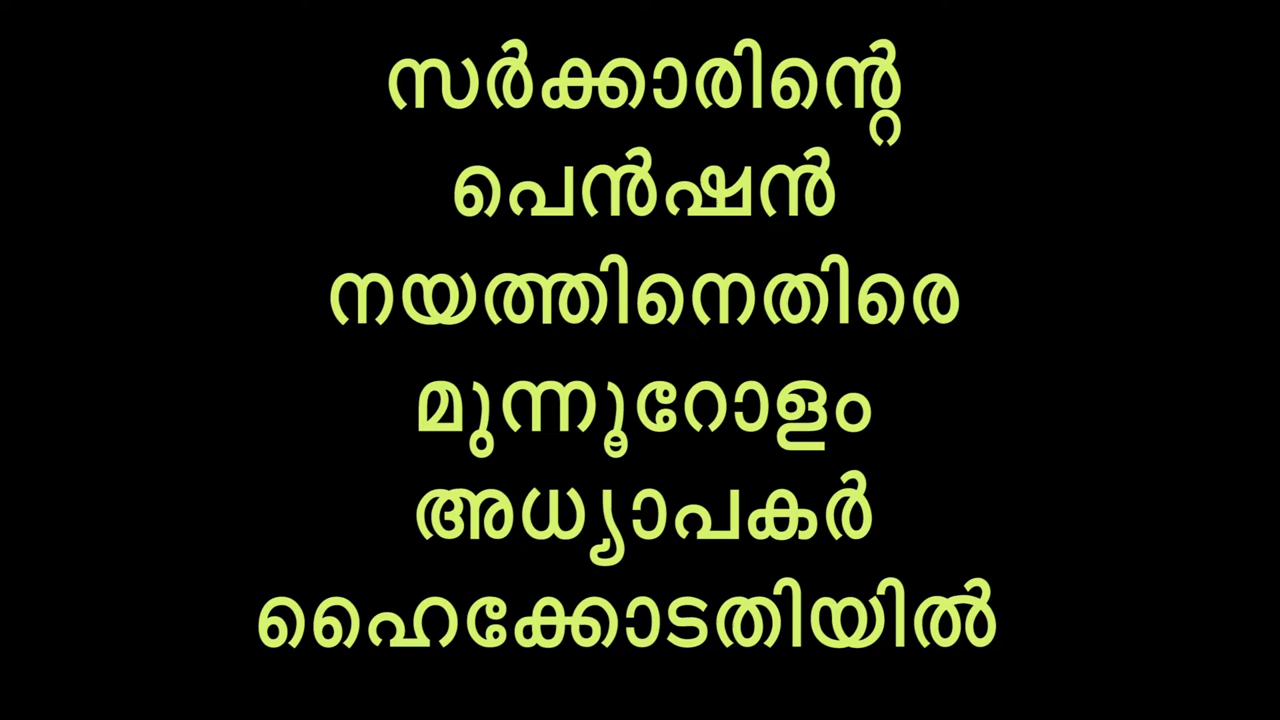 സർക്കാരിന്റെ
പെൻഷൻ
നയത്തിനെതിരെ
മുന്നൂറോളം
അധ്യാപകർ
ഹൈക്കോടതിയിൽ